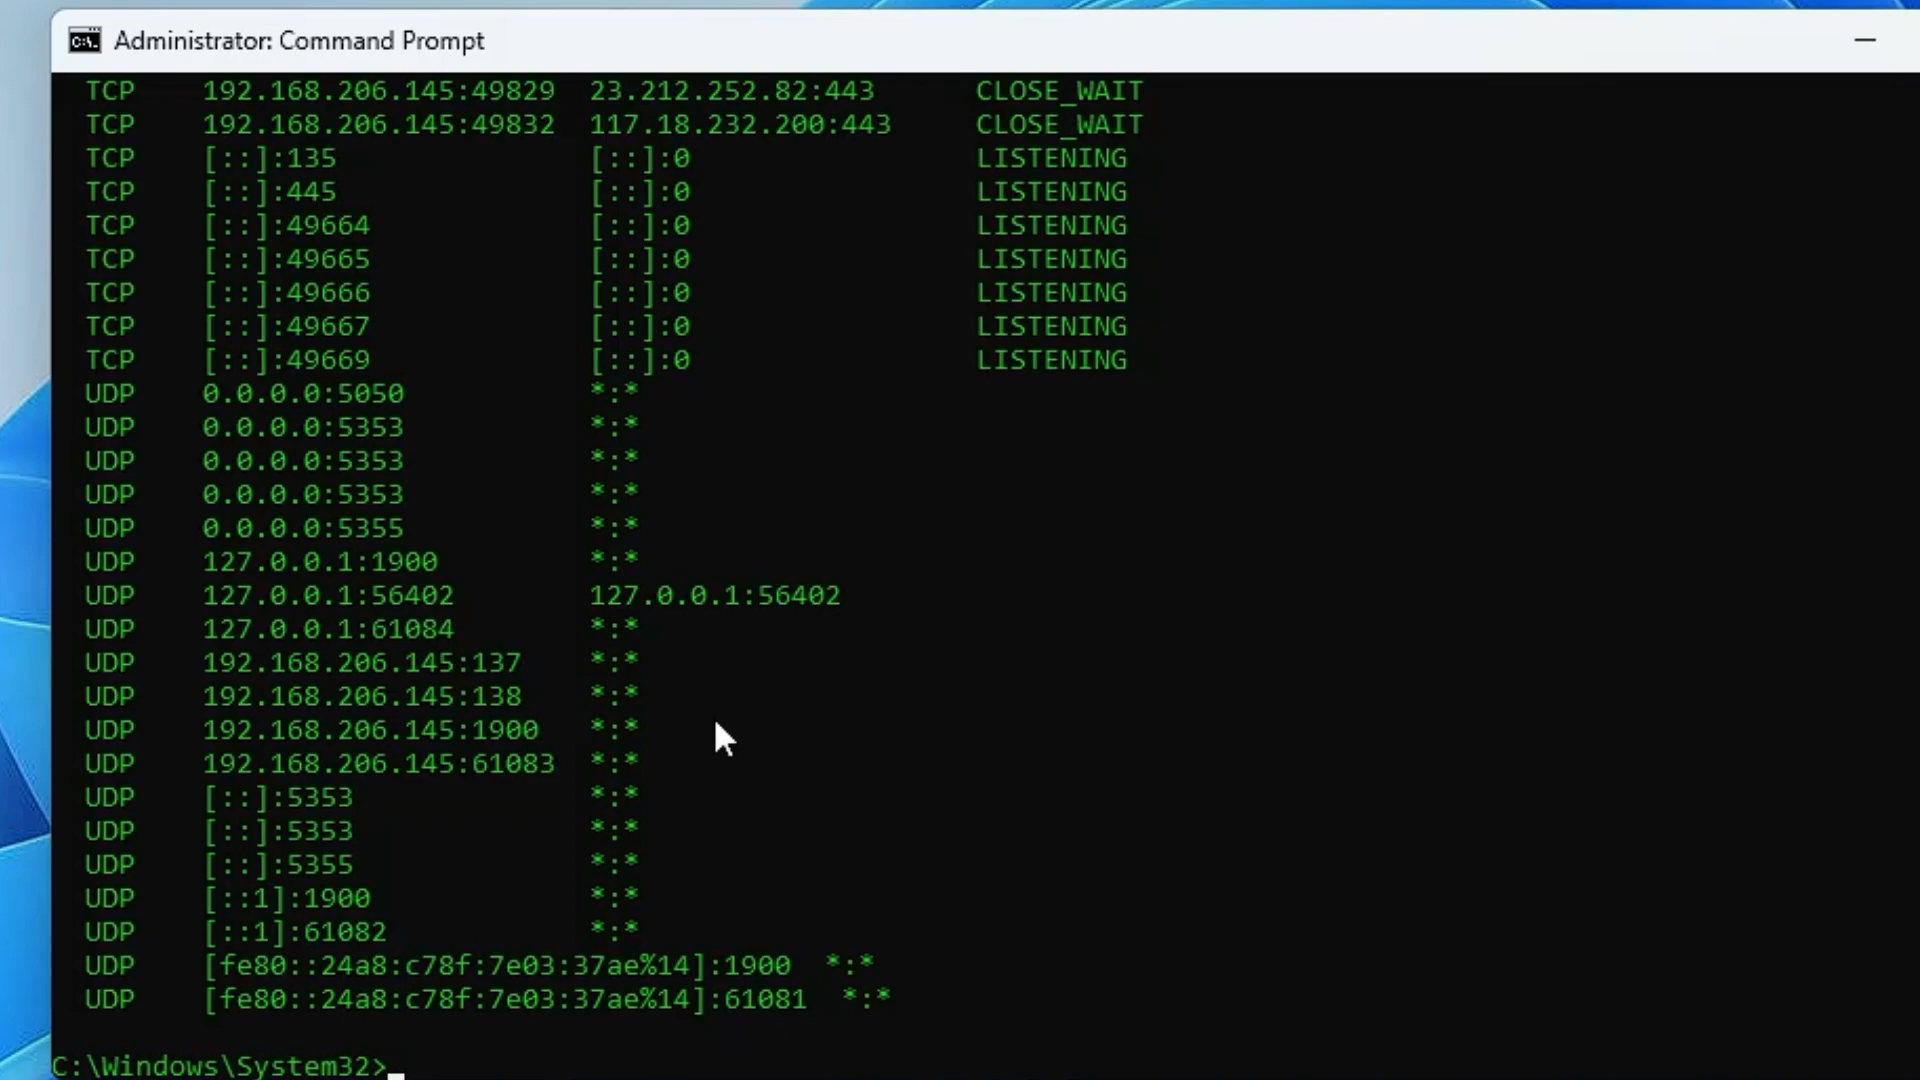 Administrator: Command Prompt
TCP 192.168.206.145:49829 23.212.252.82:443 CLOSE_WAIT
TCP 192.168.206.145:49832 117.18.232.200:443 CLOSE_WAIT
TCP [::]:135 [::]:0 LISTENING
TCP [::]:445 [::]:0 LISTENING
TCP [::]:49664 [::]:0 LISTENING
TCP [::]:49665 [::]:0 LISTENING
TCP [::]:49666 [::]:0 LISTENING
TCP [::]:49667 [::]:0 LISTENING
TCP [::]:49669 [::]:0 LISTENING
UDP 0.0.0.0:5050 *:*
UDP 0.0.0.0:5353 *:*
UDP 0.0.0.0:5353 *:*
UDP 0.0.0.0:5353 *:*
UDP 0.0.0.0:5355 *:*
UDP 127.0.0.1:1900 *:*
UDP 127.0.0.1:56402 127.0.0.1:56402
UDP 127.0.0.1:61084 *:*
UDP 192.168.206.145:137 *:*
UDP 192.168.206.145:138 *:*
UDP 192.168.206.145:1900 *:*
UDP 192.168.206.145:61083 *:*
UDP [::]:5353 *:*
UDP [::]:5353 *:*
UDP [::]:5355 *:*
UDP [::1]:1900 *:*
UDP [::1]:61082 *:*
UDP [fe80::24a8:c78f:7e03:37ae%14]:1900 *:*
UDP [fe80::24a8:c78f:7e03:37ae%14]:61081 *:*
C:\Windows\System32>